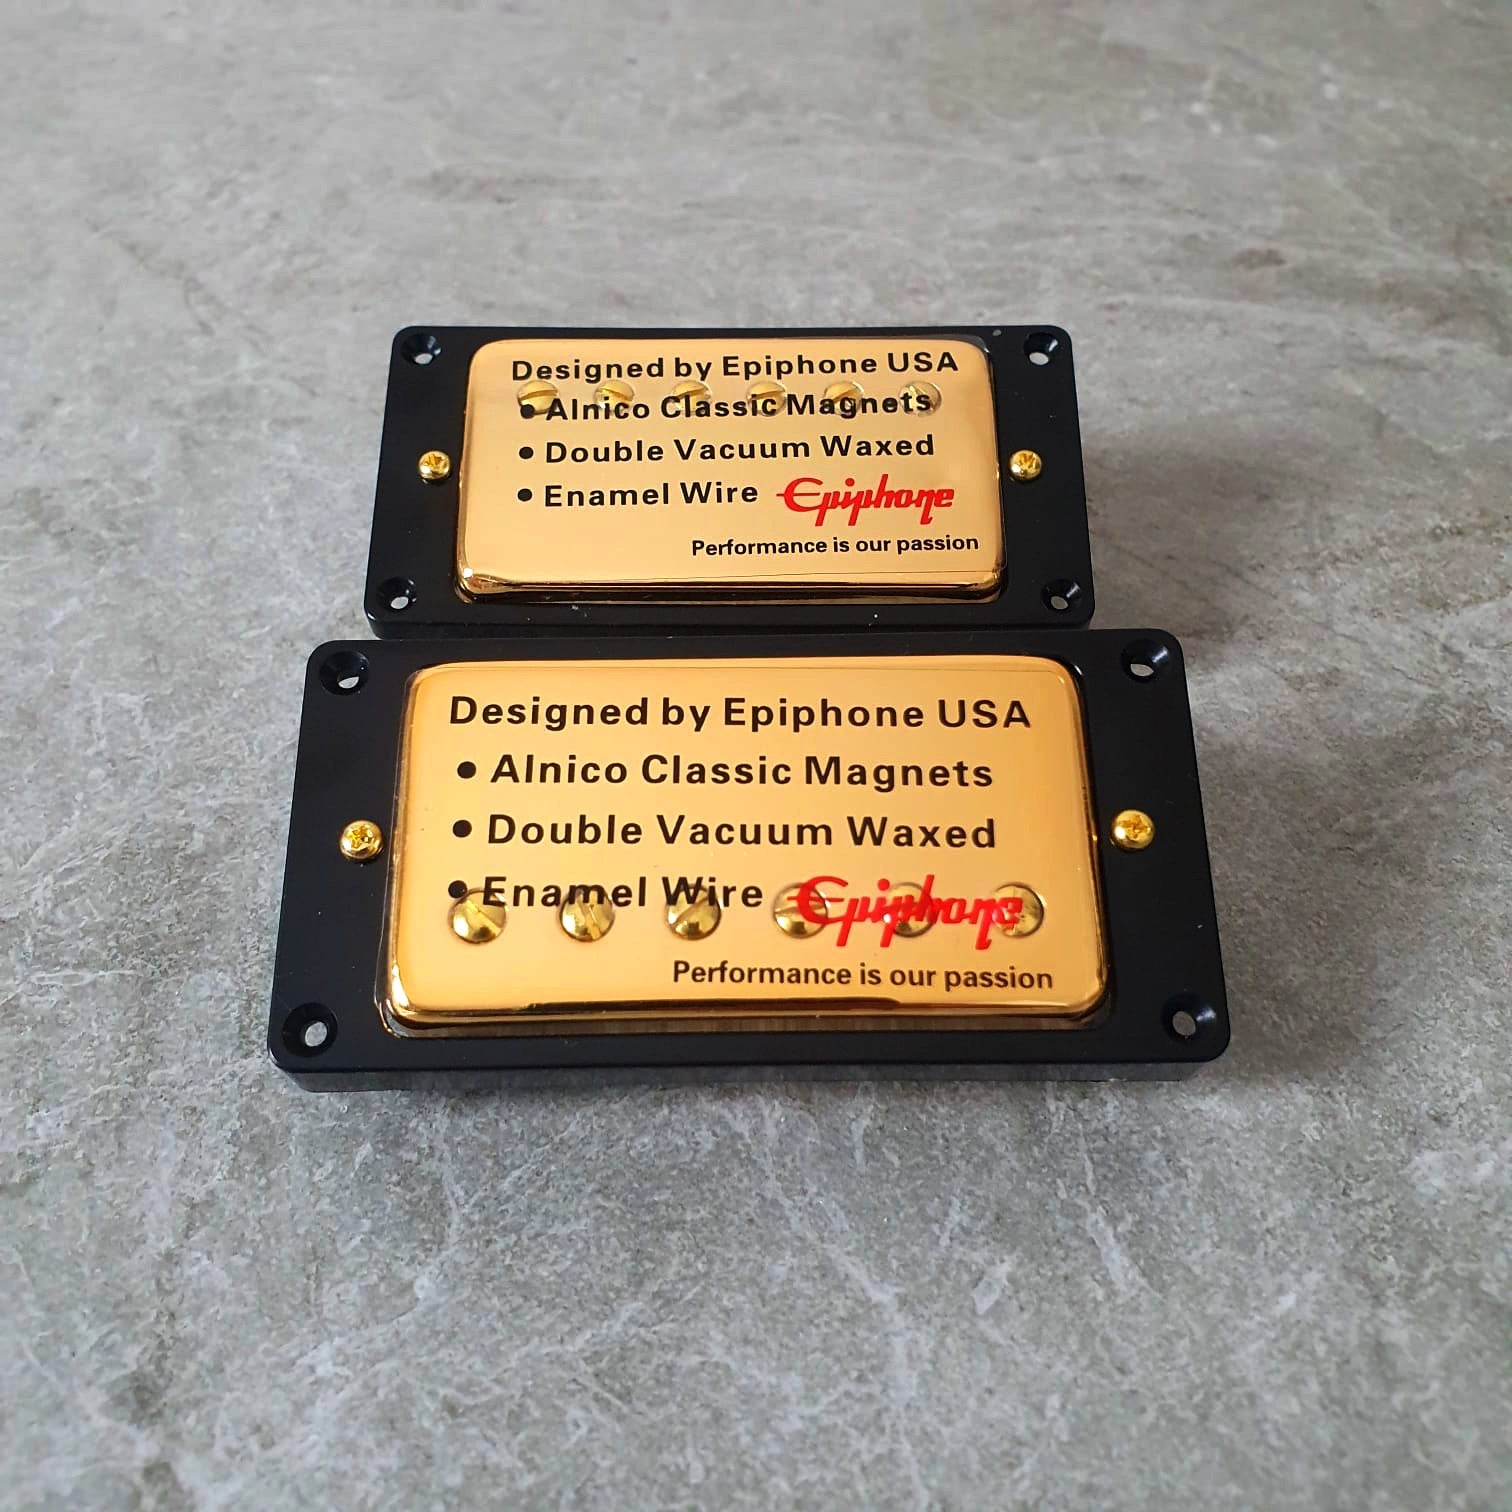 Designed by Epiphone USA
• Alnico Classic Magnets
• Double Vacuum Waxed
• Enamel Wire Epiphone
Performance is our passion
Designed by Epiphone USA
• Alnico Classic Magnets
• Double Vacuum Waxed
• Enamel Wire Epiphone
Performance is our passion